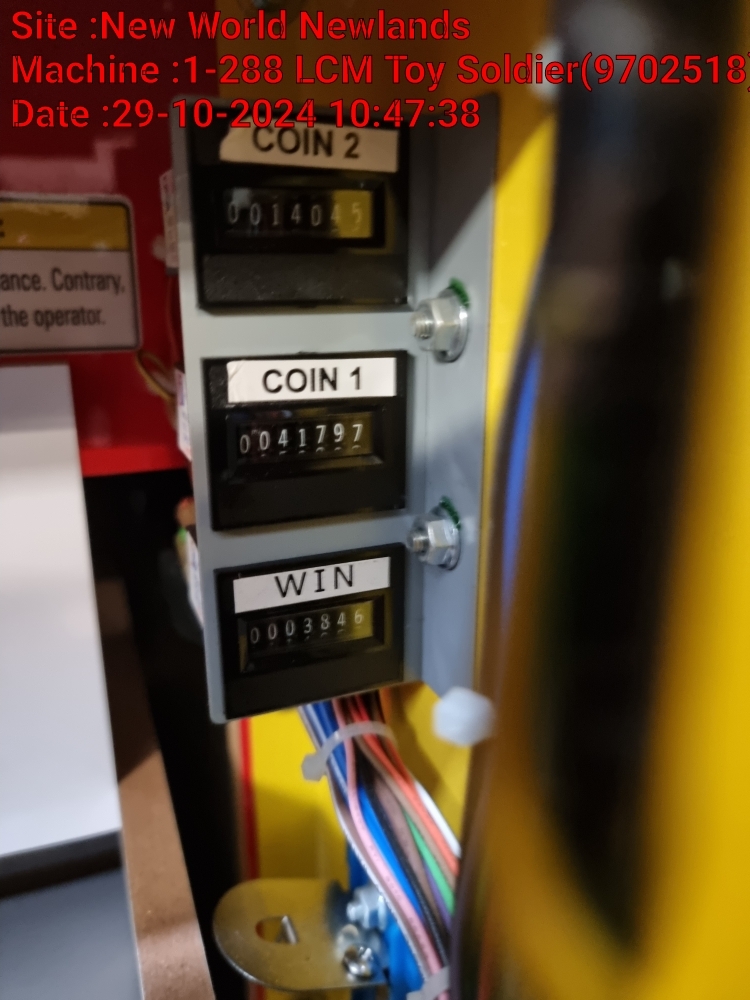 Site :New World Newlands
Machine :1-288 LCM Toy Soldier(9702518)
Date :29-10-2024 10:47:38
COIN 2
0014045
ance. Contrary,
the operator.
COIN 1
0041797
WIN
0003846